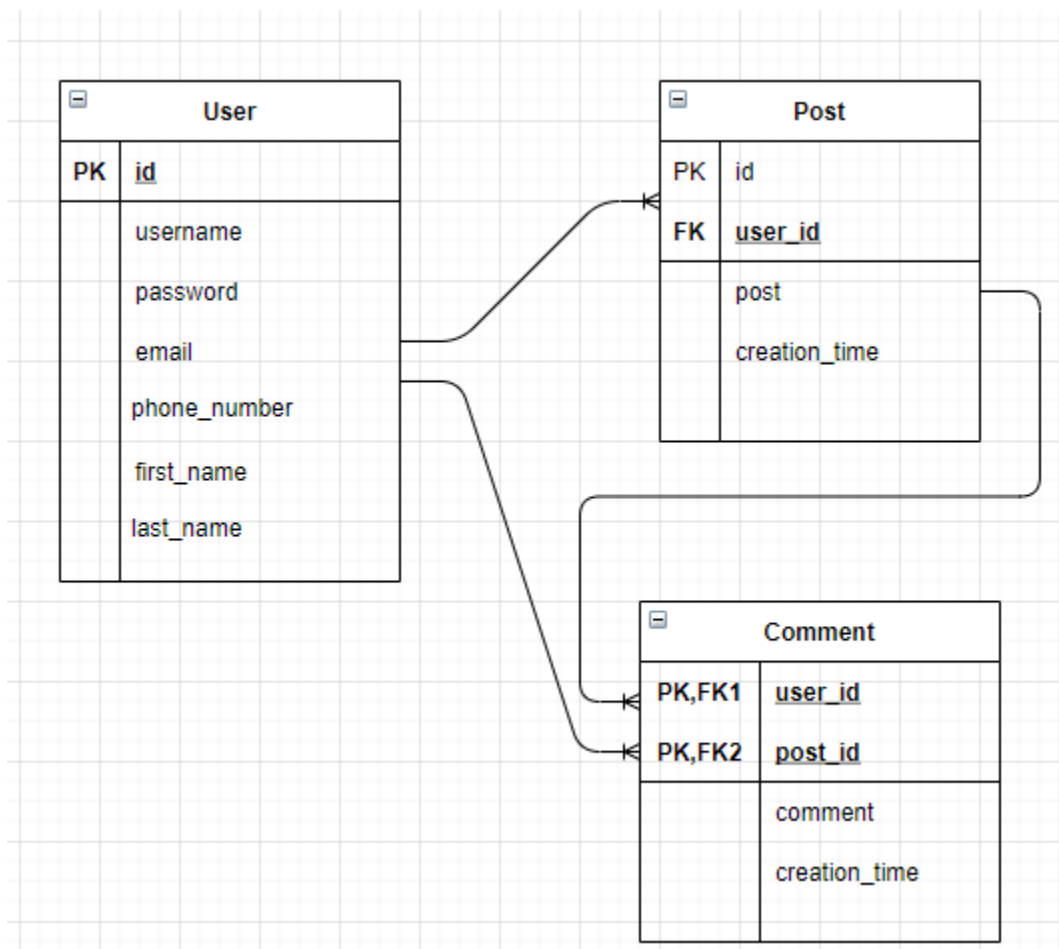 User
PK id
username
password
email
phone_number
first_name
last_name
Post
PK id
FK user_id
post
creation_time
Comment
PK,FK1 user_id
PK,FK2 post_id
comment
creation_time